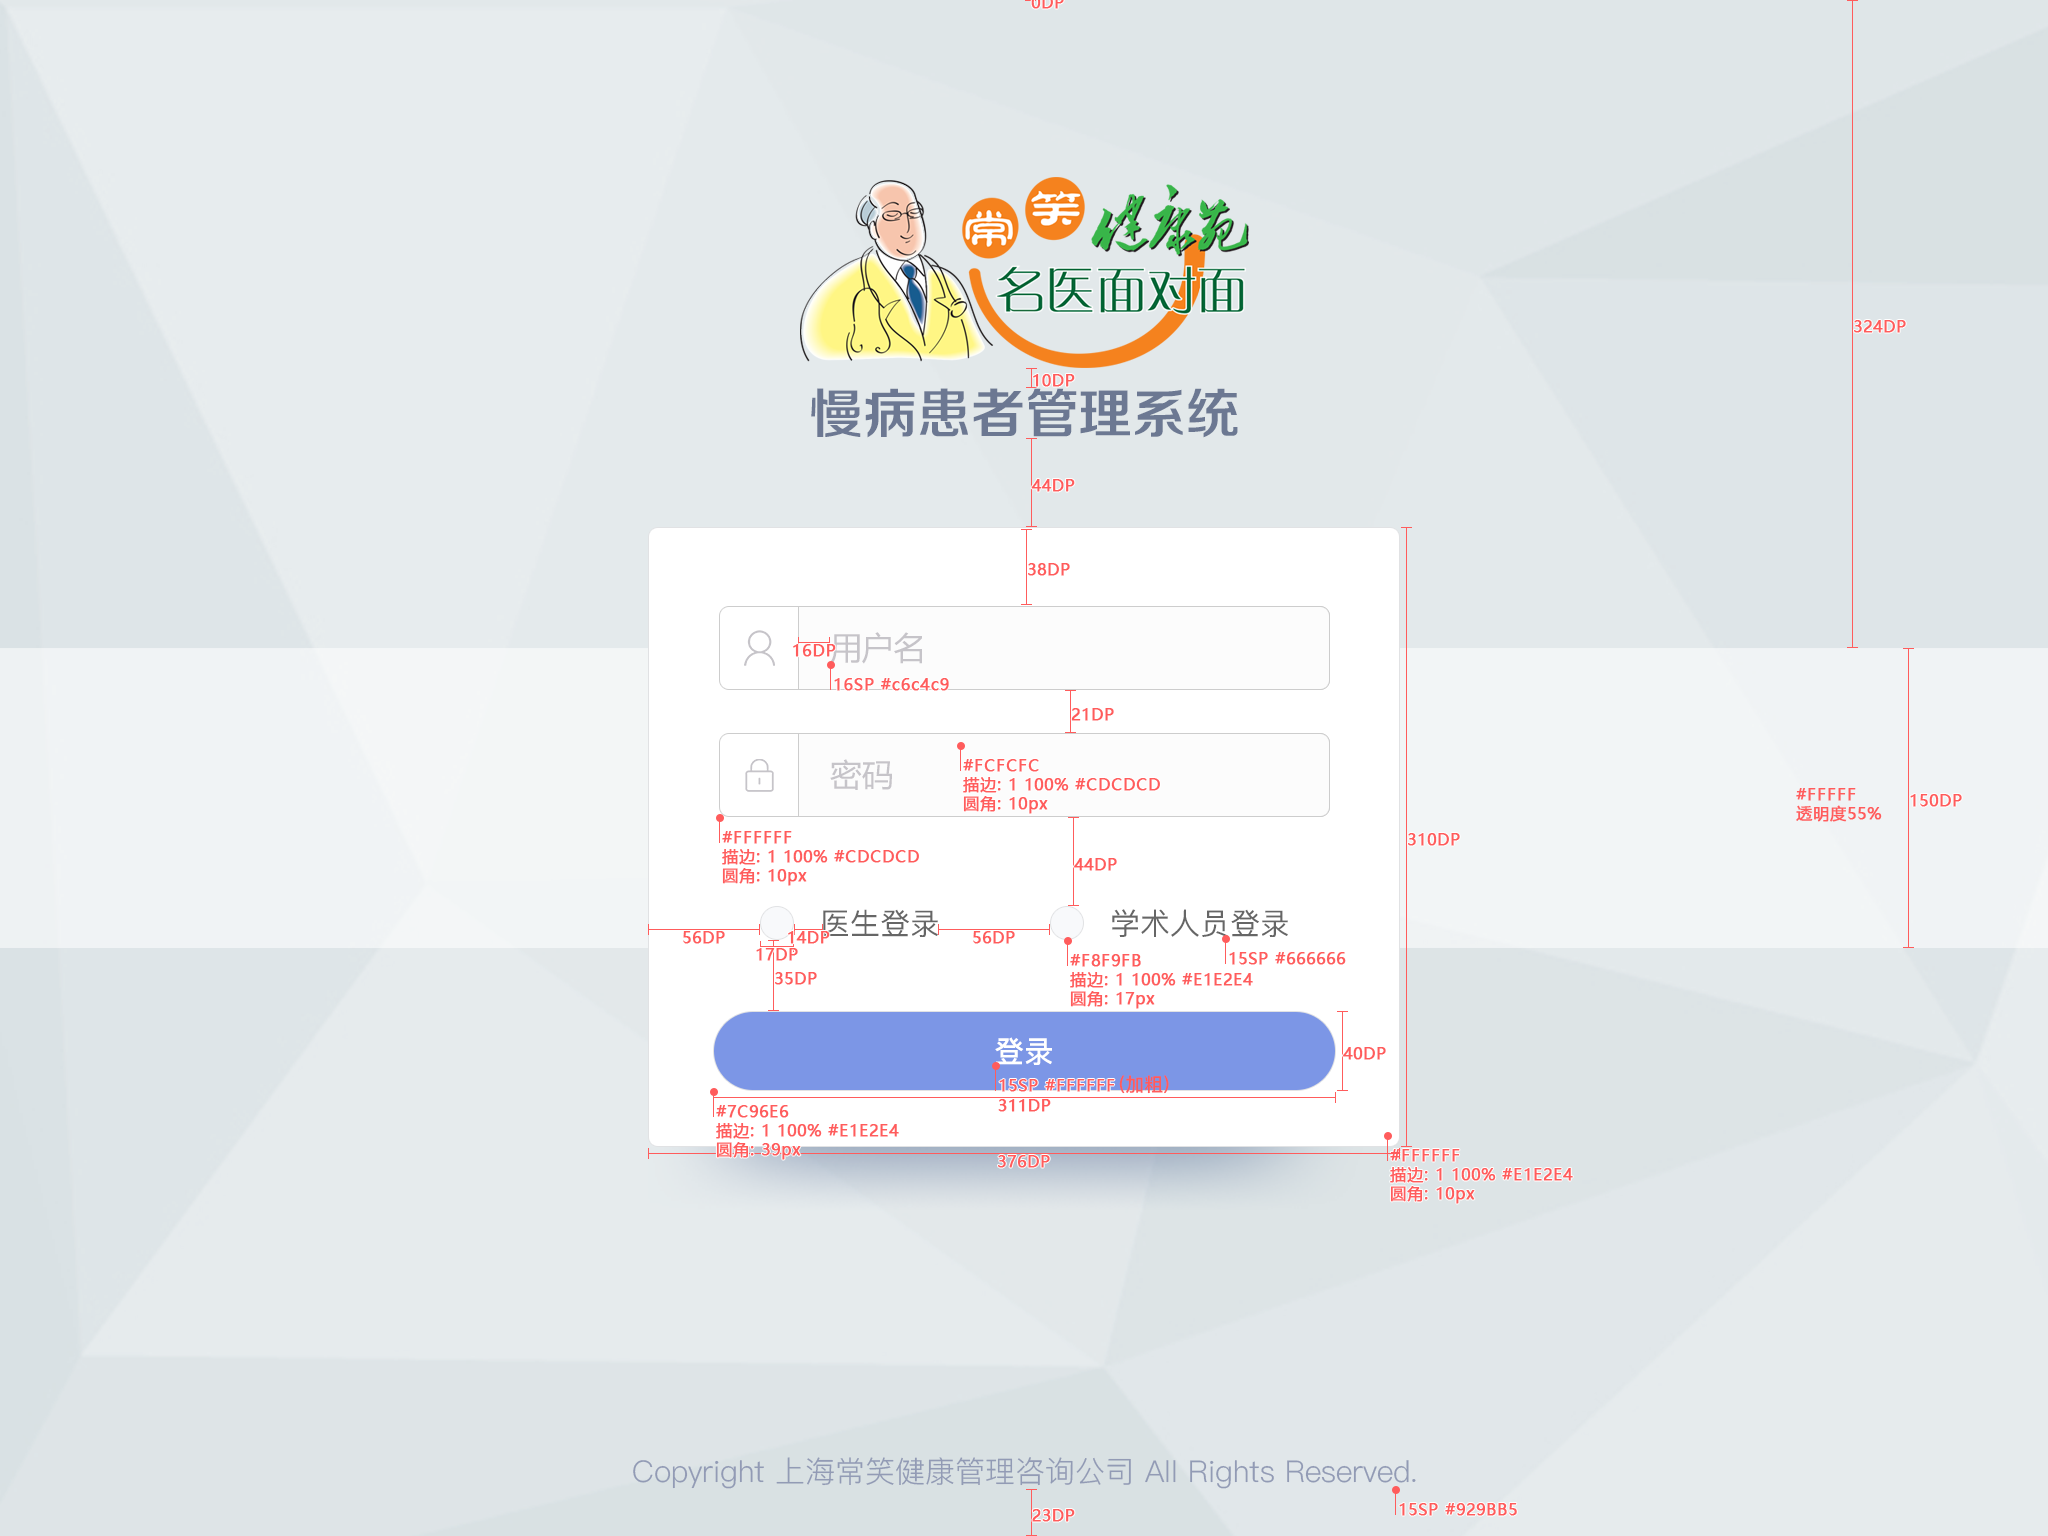 0DP
常笑健康苑
名医面对面
324DP
10DP
慢病患者管理系统
44DP
38DP
用户名
16DP
16SP #c6c4c9
21DP
密码
#FCFCFC
描边: 1 100% #CDCDCD
圆角: 10px
#FFFFF
透明度55%
150DP
#FFFFFF
描边: 1 100% #CDCDCD
圆角: 10px
310DP
44DP
医生登录
学术人员登录
56DP
14DP
56DP
17DP
35DP
#F8F9FB
描边: 1 100% #E1E2E4
圆角: 17px
15SP #666666
登录
40DP
15SP #FFFFFF (加粗)
311DP
#7C96E6
描边: 1 100% #E1E2E4
圆角: 39px
376DP
#FFFFFF
描边: 1 100% #E1E2E4
圆角: 10px
Copyright 上海常笑健康管理咨询公司 All Rights Reserved.
23DP
15SP #929BB5